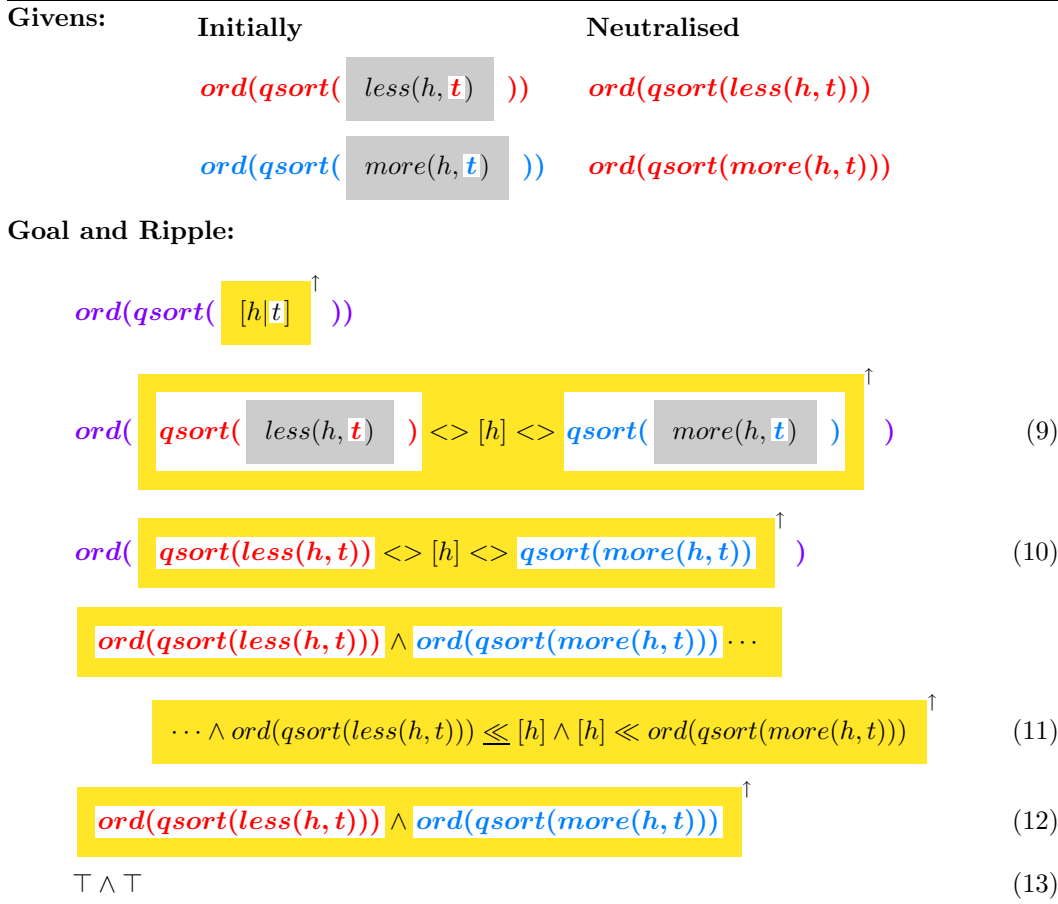 Givens:
Initially Neutralised
ord(qsort( less(h, t) )) ord(qsort(less(h, t)))
ord(qsort( more(h, t) )) ord(qsort(more(h, t)))
Goal and Ripple:
ord(qsort( [h|t] ↑ ))
ord( qsort( less(h, t) ) <> [h] <> qsort( more(h, t) ) ↑ ) (9)
ord( qsort(less(h, t)) <> [h] <> qsort(more(h, t)) ↑ ) (10)
ord(qsort(less(h, t))) ∧ ord(qsort(more(h, t))) ⋯
⋯ ∧ ord(qsort(less(h, t))) ≪̲ [h] ∧ [h] ≪ ord(qsort(more(h, t))) ↑ (11)
ord(qsort(less(h, t))) ∧ ord(qsort(more(h, t))) ↑ (12)
⊤ ∧ ⊤ (13)